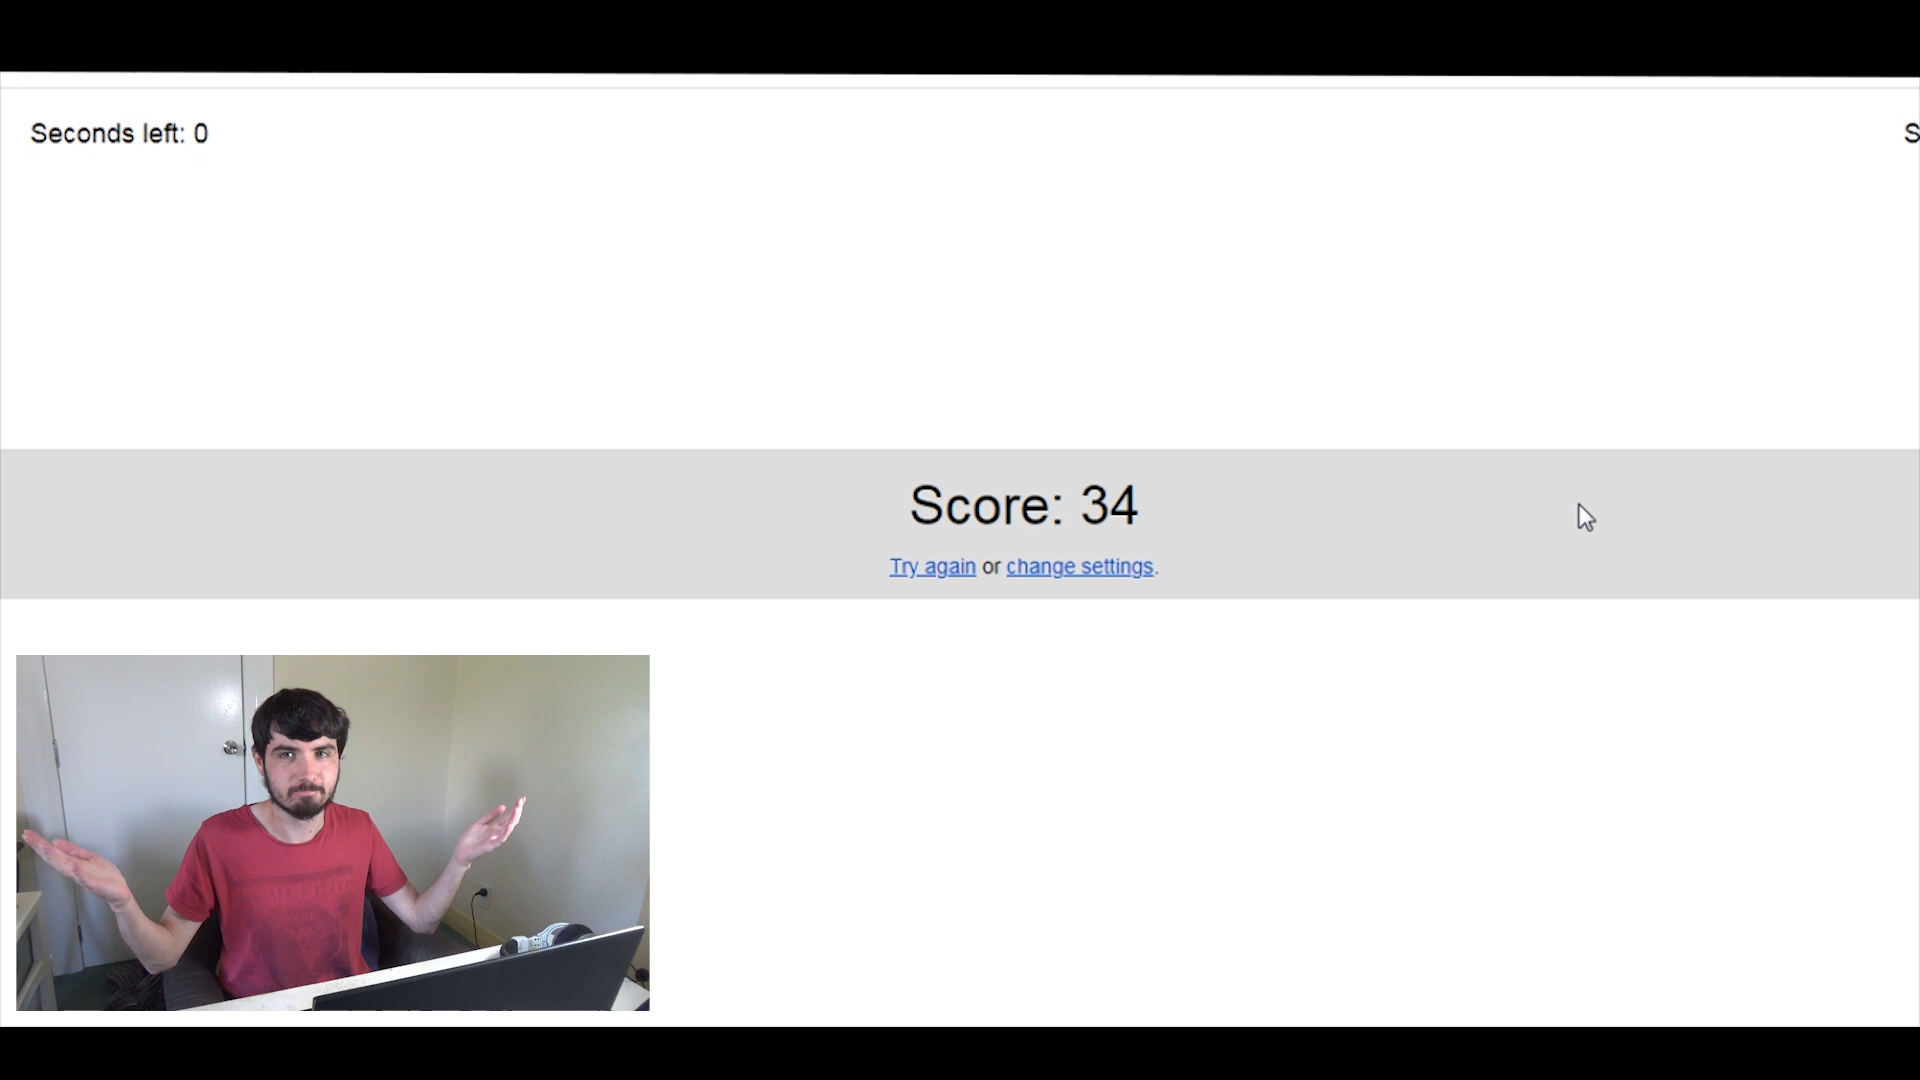 Seconds left: 0
S
Score: 34
Try again or change settings.